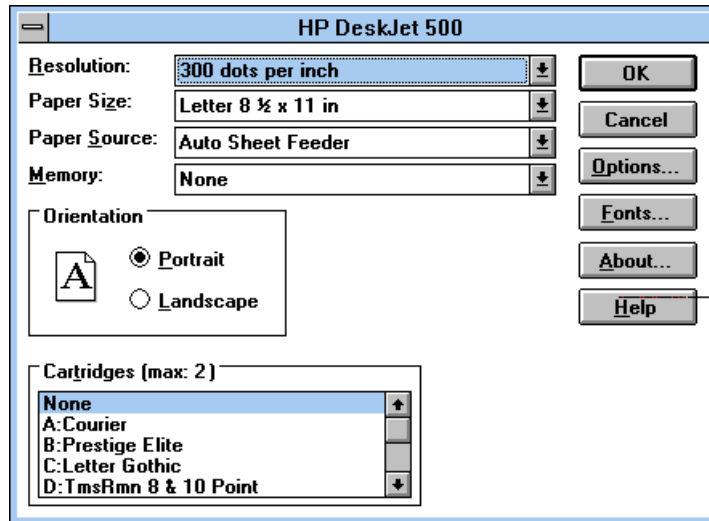 HP DeskJet 500
Resolution: 300 dots per inch
OK
Paper Size: Letter 8 ½ x 11 in
Cancel
Paper Source: Auto Sheet Feeder
Options...
Memory: None
Fonts...
Orientation
A
Portrait
About...
Landscape
Help
Cartridges (max: 2)
None
A:Courier
B:Prestige Elite
C:Letter Gothic
D:TmsRmn 8 & 10 Point